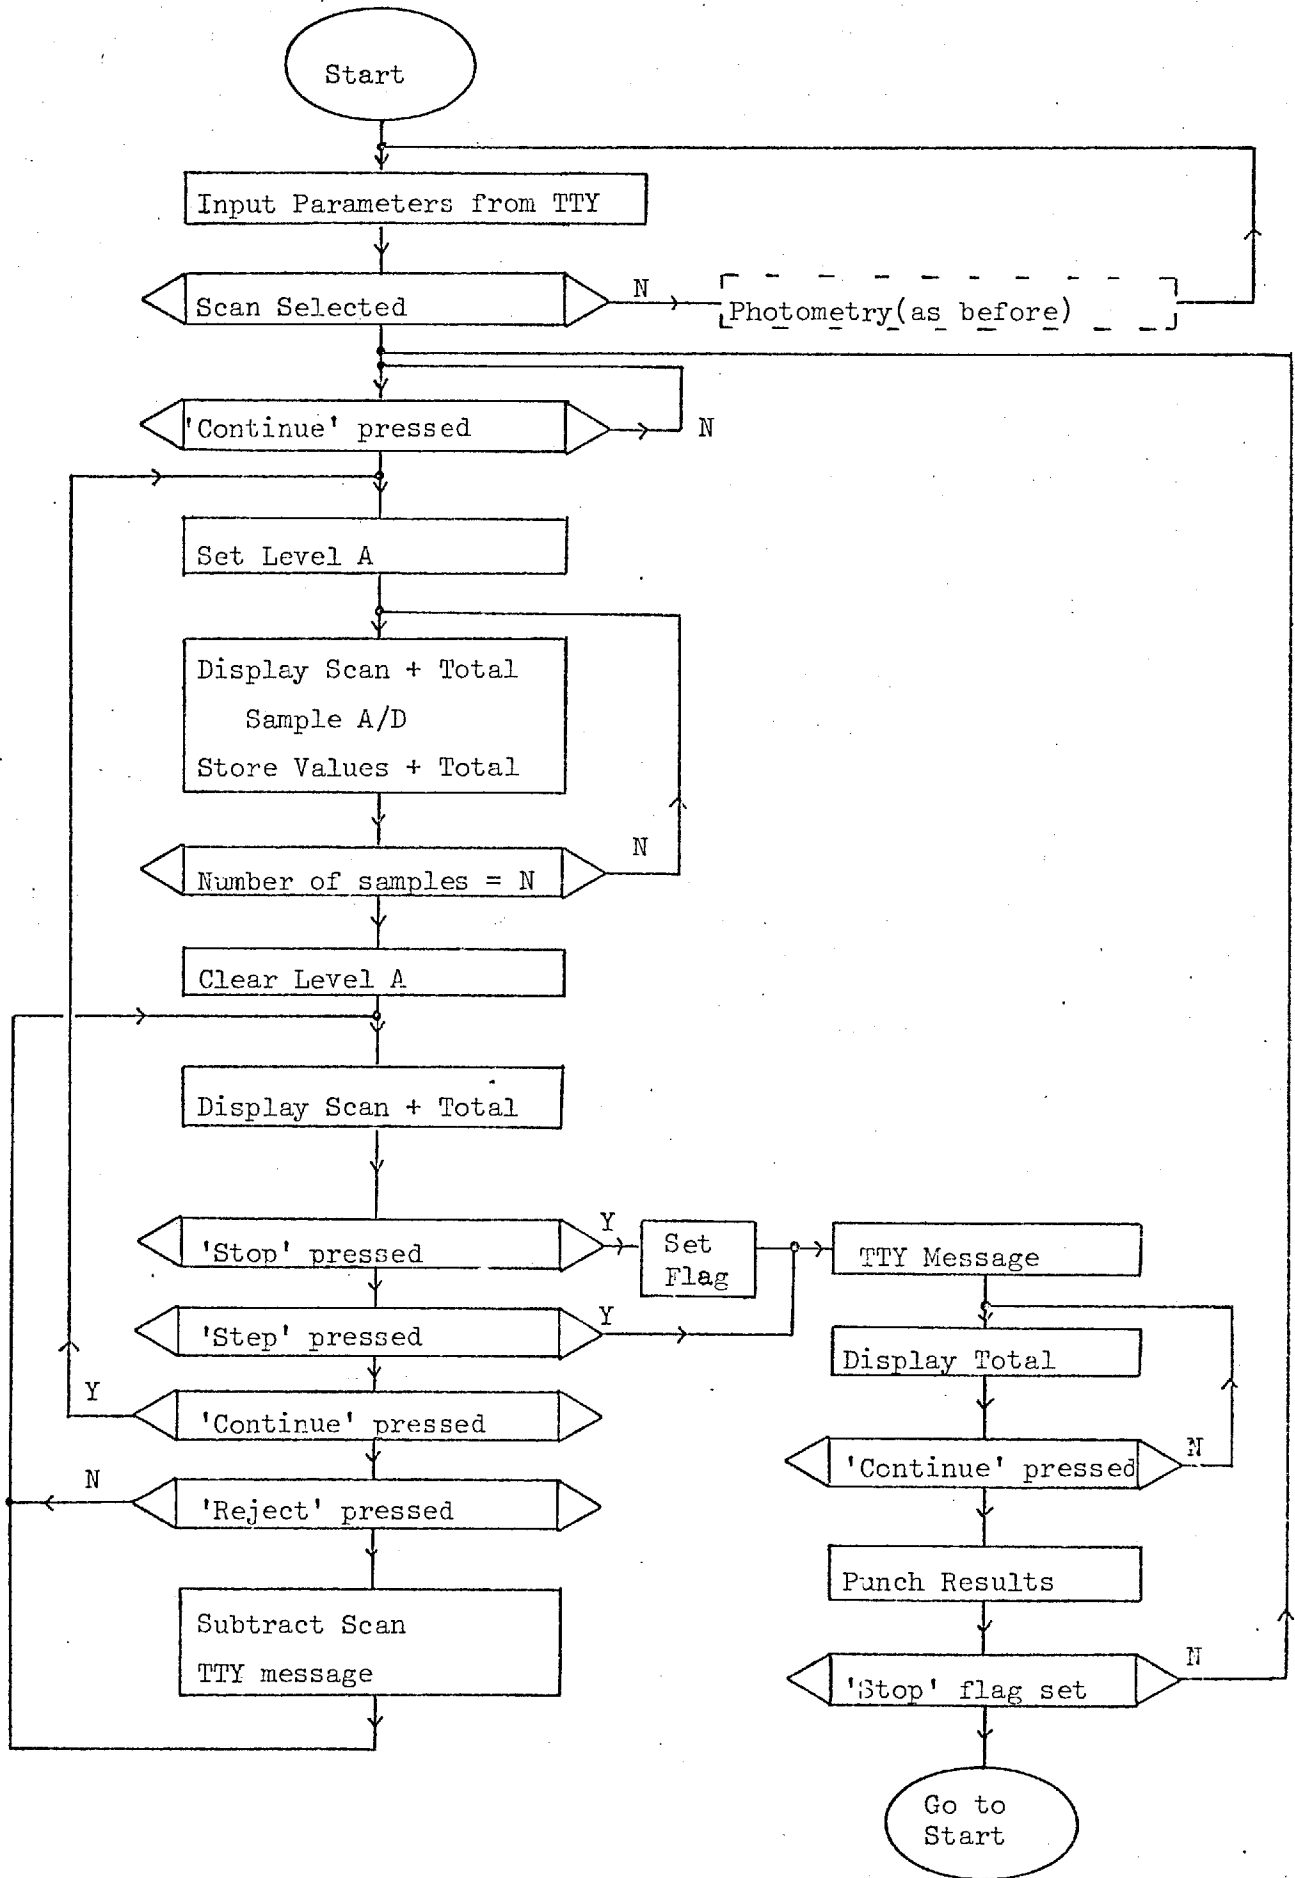 Start
Input Parameters from TTY
Scan Selected
N
Photometry(as before)
'Continue' pressed
N
Set Level A
Display Scan + Total
Sample A/D
Store Values + Total
N
Number of samples = N
Clear Level A
Display Scan + Total
'Stop' pressed
Y
Set
Flag
TTY Message
'Step' pressed
Y
Display Total
Y
'Continue' pressed
'Continue' pressed
N
N
'Reject' pressed
Punch Results
Subtract Scan
TTY message
'Stop' flag set
N
Go to
Start